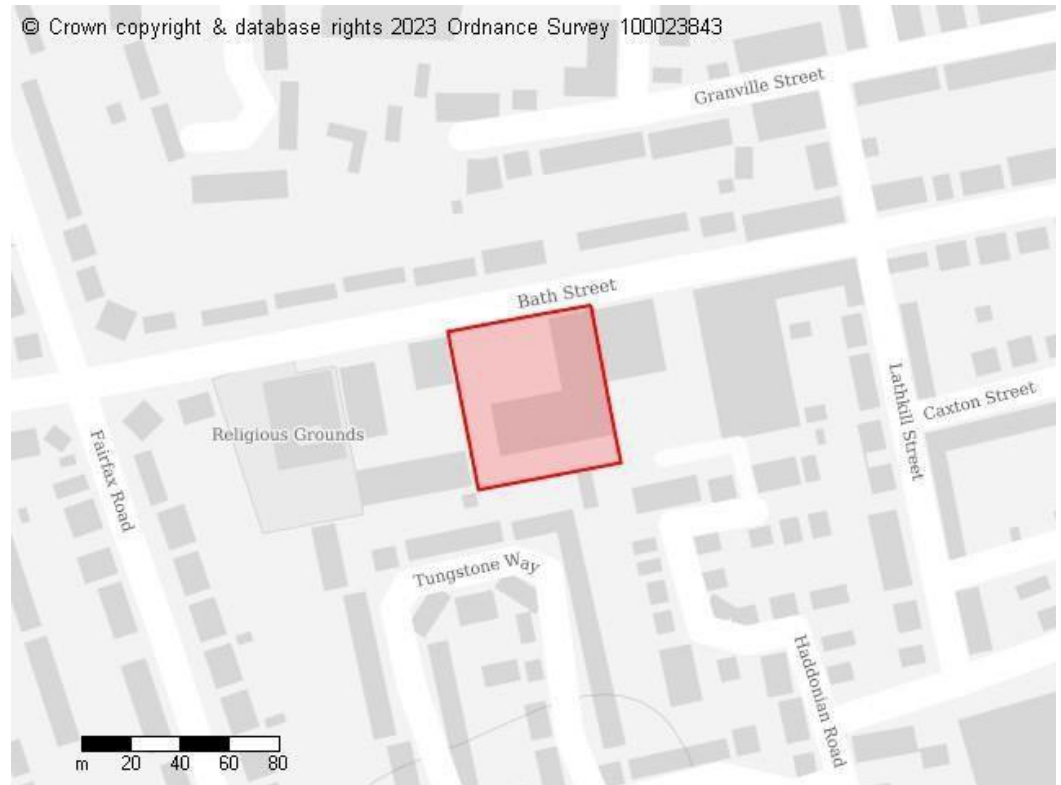 © Crown copyright & database rights 2023 Ordnance Survey 100023843
Granville Street
Bath Street
Lathkill Street
Caxton Street
Religious Grounds
Fairfax Road
Tungstone Way
Haddonian Road
m 20 40 60 80